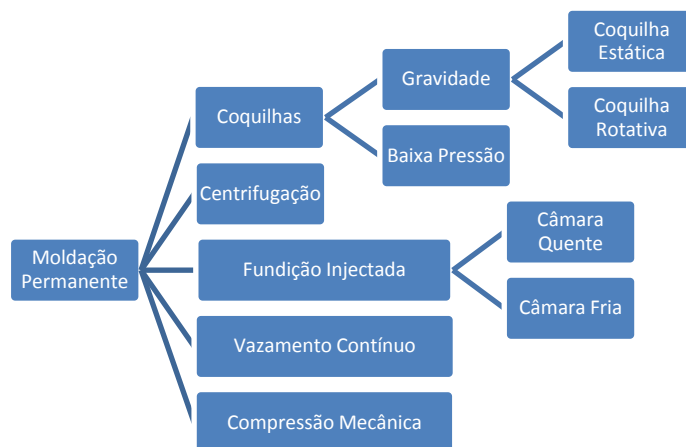 Coquilha
Estática
Gravidade
Coquilhas
Coquilha
Rotativa
Baixa Pressão
Centrifugação
Câmara
Quente
Moldação
Permanente
Fundição Injectada
Câmara Fria
Vazamento Contínuo
Compressão Mecânica